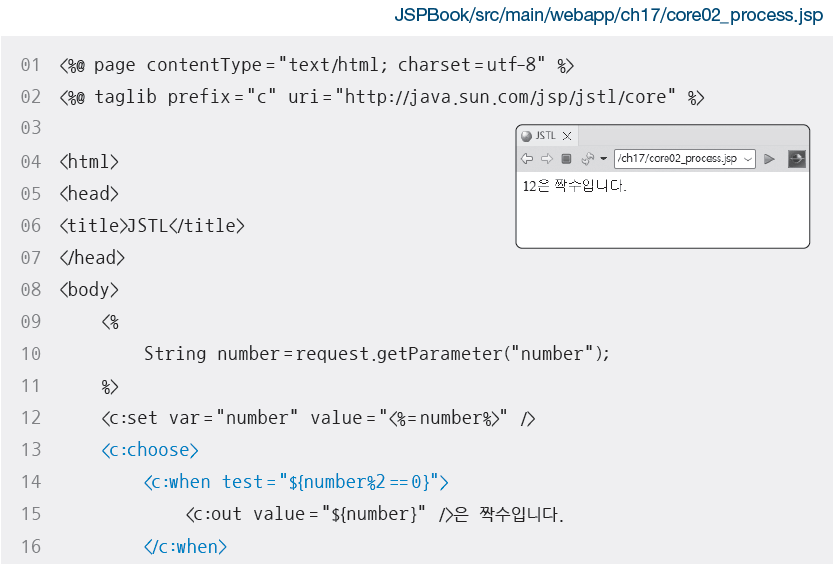 JSPBook/src/main/webapp/ch17/core02_process.jsp
01 <%@ page contentType="text/html; charset=utf-8" %>
02 <%@ taglib prefix="c" uri="http://java.sun.com/jsp/jstl/core" %>
03
JSTL
/ch17/core02_process.jsp
12은 짝수입니다.
04 <html>
05 <head>
06 <title>JSTL</title>
07 </head>
08 <body>
09 <%
10 String number=request.getParameter("number");
11 %>
12 <c:set var="number" value="<%=number%>" />
13 <c:choose>
14 <c:when test="${number%2==0}">
15 <c:out value="${number}" />은 짝수입니다.
16 </c:when>